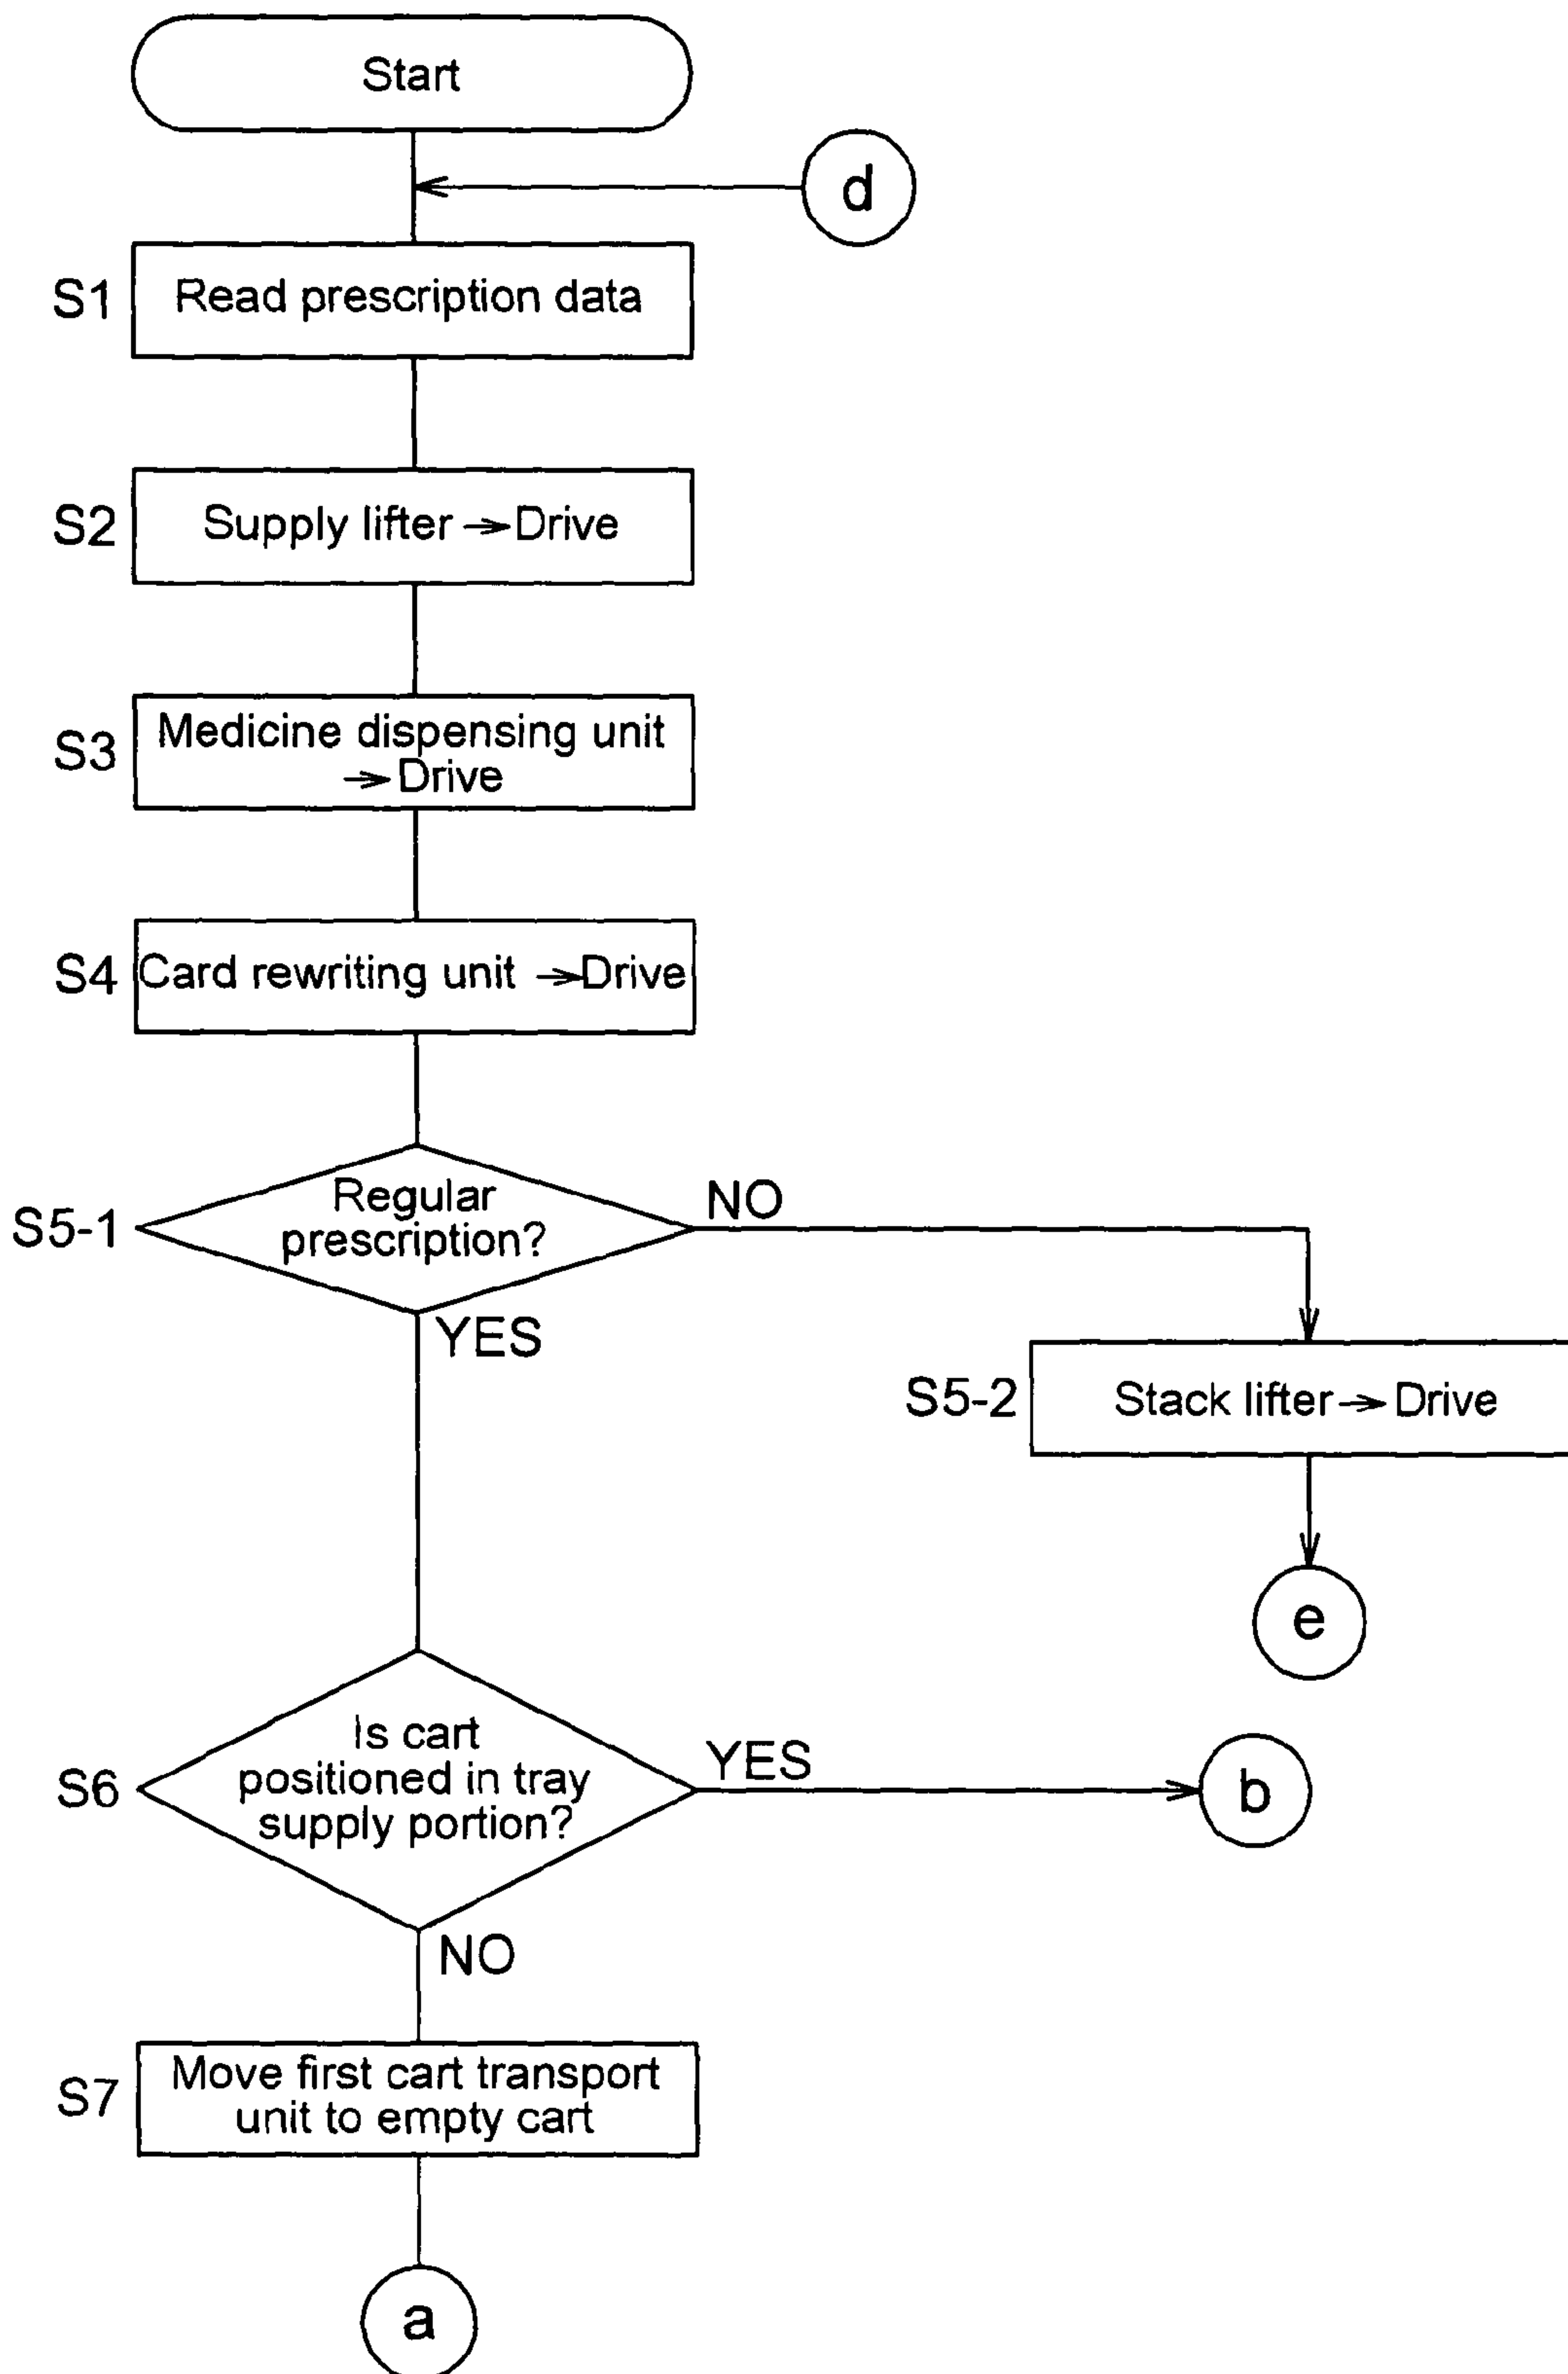 Start
d
S1
Read prescription data
S2
Supply lifter → Drive
S3
Medicine dispensing unit
→ Drive
S4
Card rewriting unit → Drive
S5-1
Regular
prescription?
NO
YES
S5-2
Stack lifter → Drive
e
S6
Is cart
positioned in tray
supply portion?
YES
b
NO
S7
Move first cart transport
unit to empty cart
a